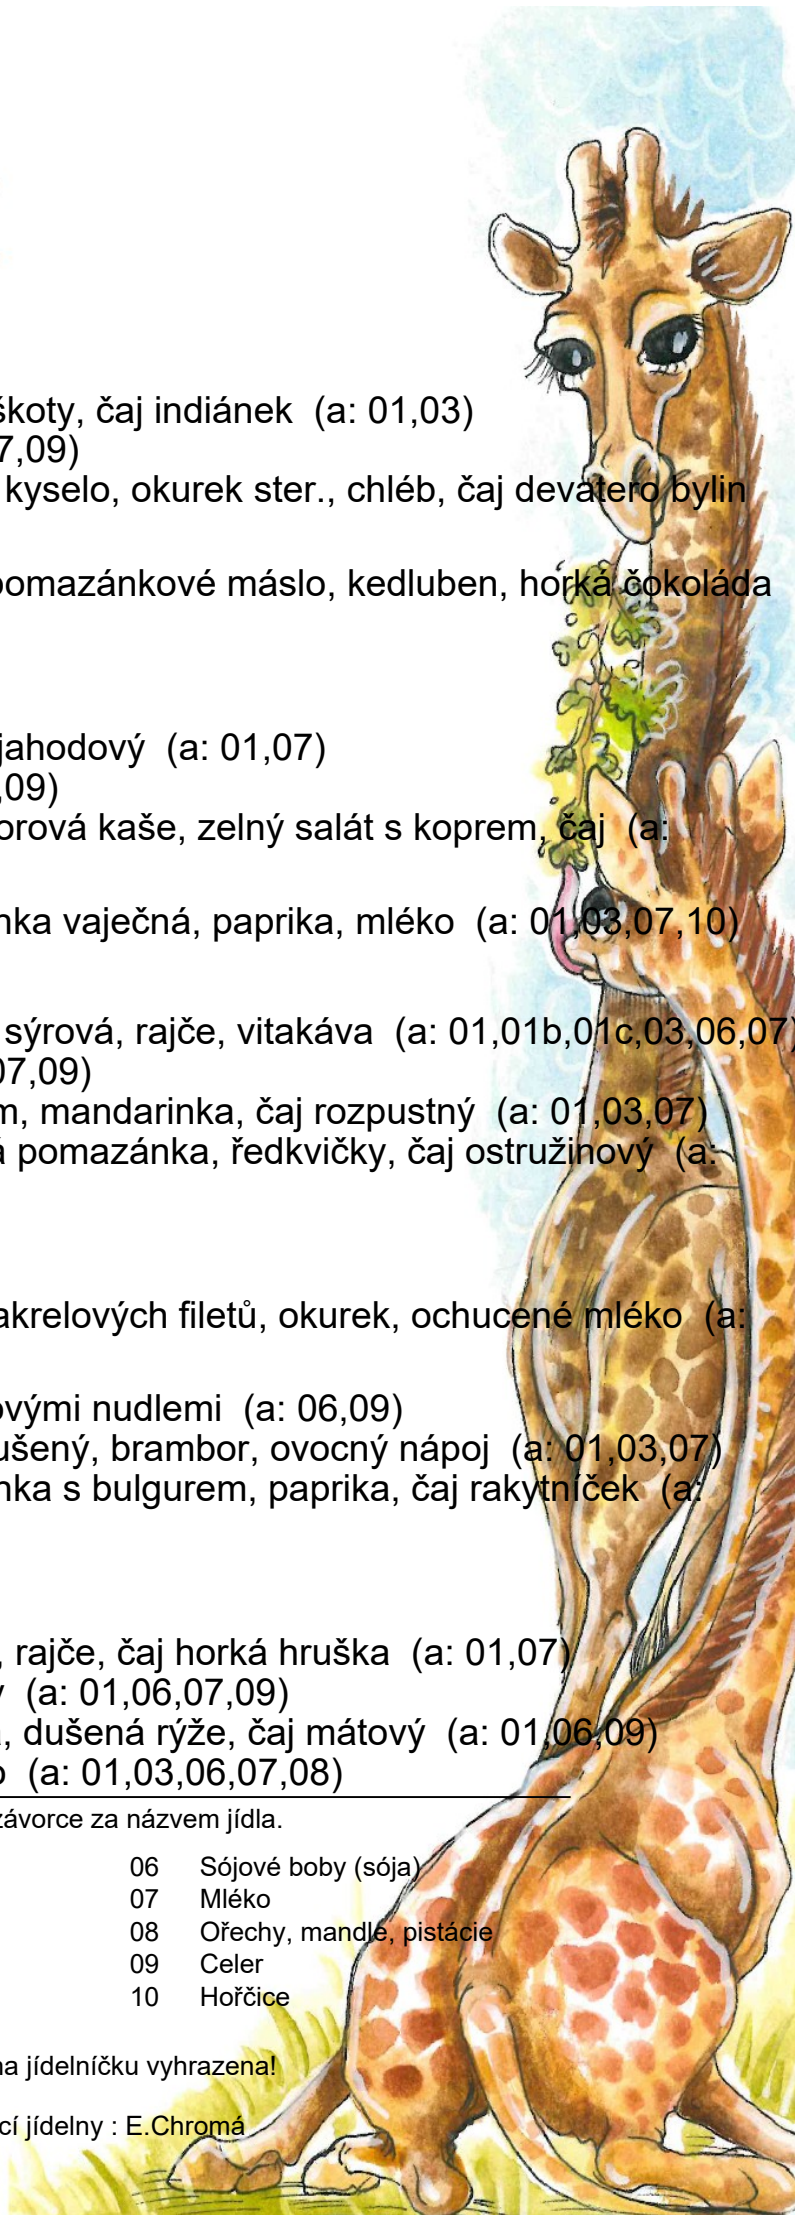 škoty, čaj indiánek (a: 01,03)
7,09)
kyselo, okurek ster., chléb, čaj devatero bylin
pomazánkové máslo, kedluben, horká čokoláda
jahodový (a: 01,07)
,09)
orová kaše, zelný salát s koprem, čaj (a:
nka vaječná, paprika, mléko (a: 01,03,07,10)
sýrová, rajče, vitakáva (a: 01,01b,01c,03,06,07)
07,09)
m, mandarinka, čaj rozpustný (a: 01,03,07)
á pomazánka, ředkvičky, čaj ostružinový (a:
akrelových filetů, okurek, ochucené mléko (a:
ovými nudlemi (a: 06,09)
ušený, brambor, ovocný nápoj (a: 01,03,07)
nka s bulgurem, paprika, čaj rakytníček (a:
, rajče, čaj horká hruška (a: 01,07)
y (a: 01,06,07,09)
a, dušená rýže, čaj mátový (a: 01,06,09)
o (a: 01,03,06,07,08)
závorce za názvem jídla.
06 Sójové boby (sója)
07 Mléko
08 Ořechy, mandle, pistácie
09 Celer
10 Hořčice
na jídelníčku vyhrazena!
cí jídelny : E.Chromá